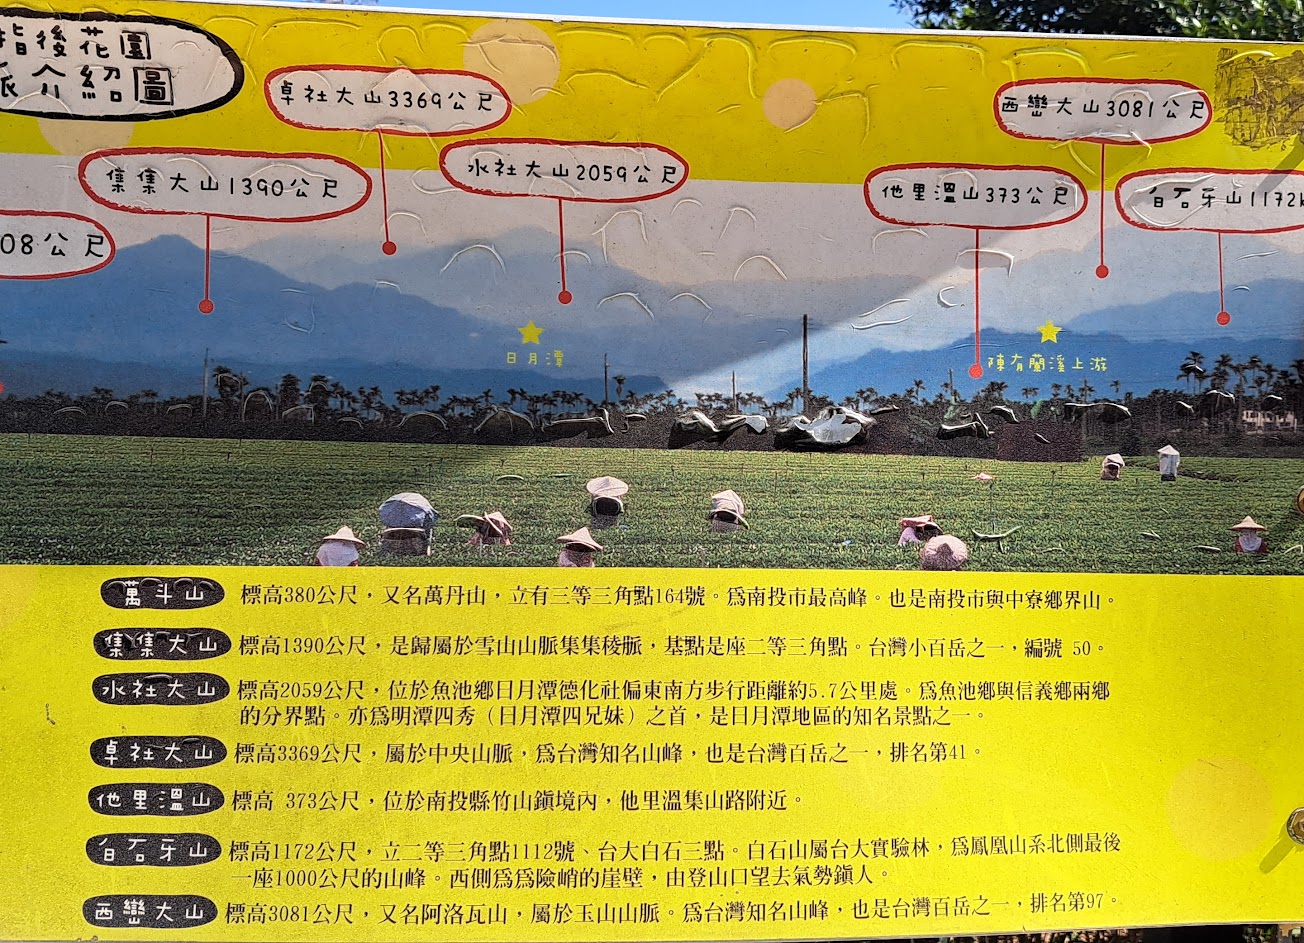 指後花園
介紹圖
卓社大山3369公尺
西巒大山3081公尺
集集大山1390公尺
水社大山2059公尺
他里溫山373公尺
白石牙山1172
08公尺
日月潭
陳有蘭溪上游
萬斗山 標高380公尺，又名萬丹山，立有三等三角點164號。為南投市最高峰。也是南投市與中寮鄉界山。
集集大山 標高1390公尺，是歸屬於雪山山脈集集稜脈，基點是座二等三角點。台灣小百岳之一，編號 50。
水社大山 標高2059公尺，位於魚池鄉日月潭德化社偏東南方步行距離約5.7公里處。為魚池鄉與信義鄉兩鄉
的分界點。亦為明潭四秀（日月潭四兄妹）之首，是日月潭地區的知名景點之一。
卓社大山 標高3369公尺，屬於中央山脈，為台灣知名山峰，也是台灣百岳之一，排名第41。
他里溫山 標高 373公尺，位於南投縣竹山鎮境內，他里溫集山路附近。
白石牙山 標高1172公尺，立二等三角點1112號、台大白石三點。白石山屬台大實驗林，為鳳凰山系北側最後
一座1000公尺的山峰。西側為為險峭的崖壁，由登山口望去氣勢鎮人。
西巒大山 標高3081公尺，又名阿洛瓦山，屬於玉山山脈。為台灣知名山峰，也是台灣百岳之一，排名第97。